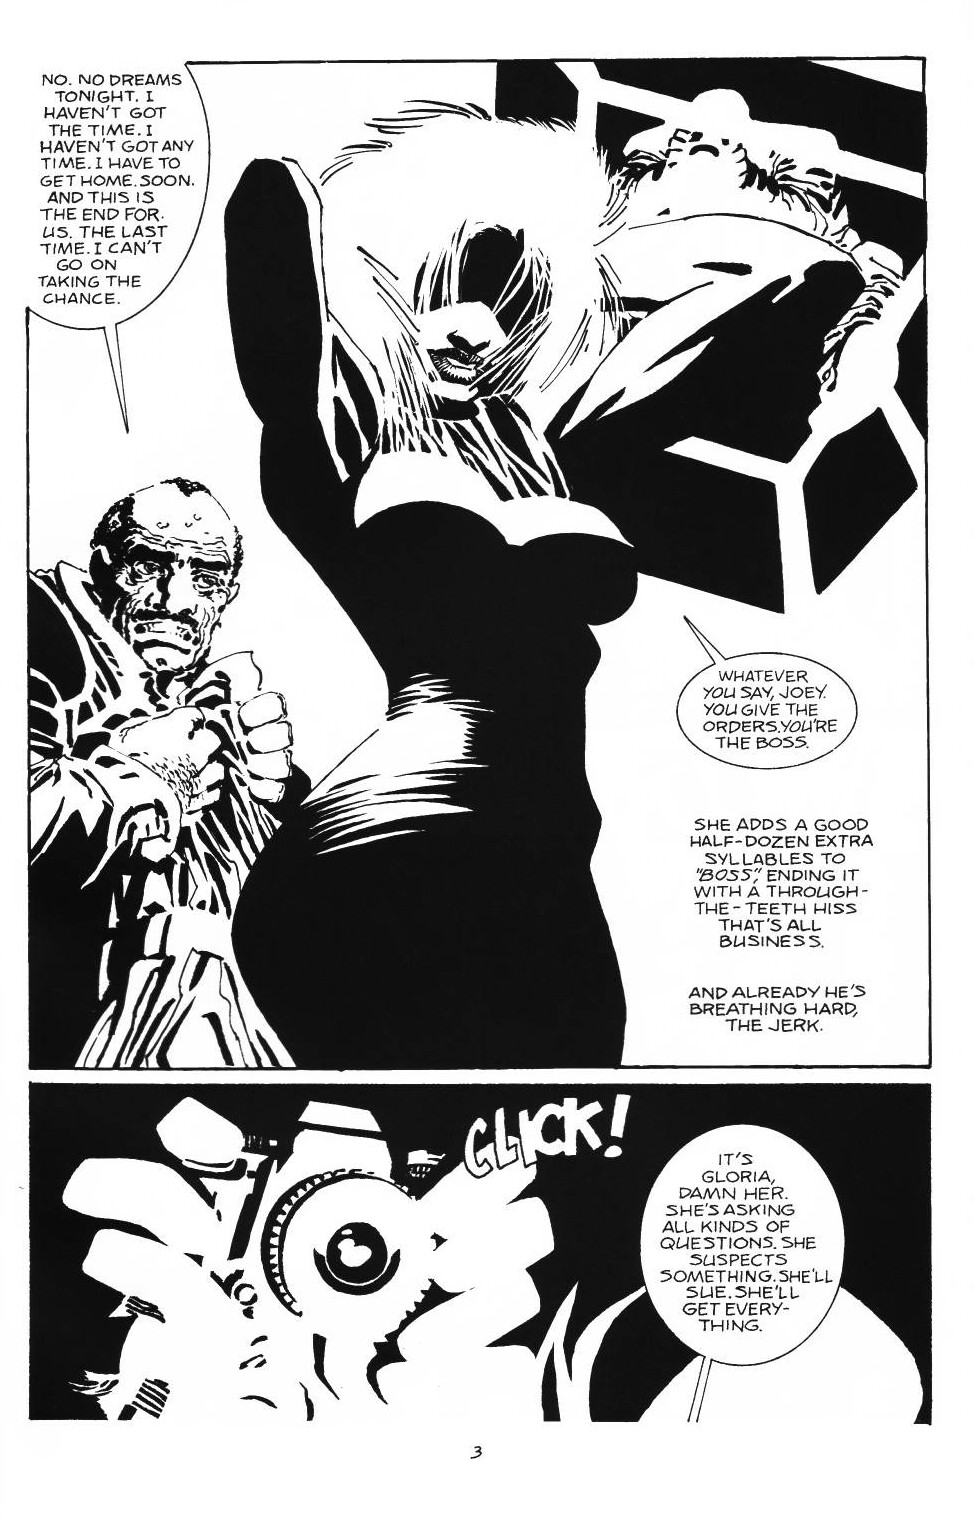 NO. NO DREAMS
TONIGHT. I
HAVEN'T GOT
THE TIME. I
HAVEN'T GOT ANY
TIME. I HAVE TO
GET HOME. SOON.
AND THIS IS
THE END FOR
US. THE LAST
TIME. I CAN'T
GO ON
TAKING THE
CHANCE.
WHATEVER
YOU SAY, JOEY.
YOU GIVE THE
ORDERS. YOU'RE
THE BOSS.
SHE ADDS A GOOD
HALF-DOZEN EXTRA
SYLLABLES TO
"BOSS," ENDING IT
WITH A THROUGH-
THE-TEETH HISS
THAT'S ALL
BUSINESS.
AND ALREADY HE'S
BREATHING HARD,
THE JERK.
CLICK!
IT'S
GLORIA,
DAMN HER.
SHE'S ASKING
ALL KINDS OF
QUESTIONS. SHE
SUSPECTS
SOMETHING. SHE'LL
SUE. SHE'LL
GET EVERY-
THING.
3